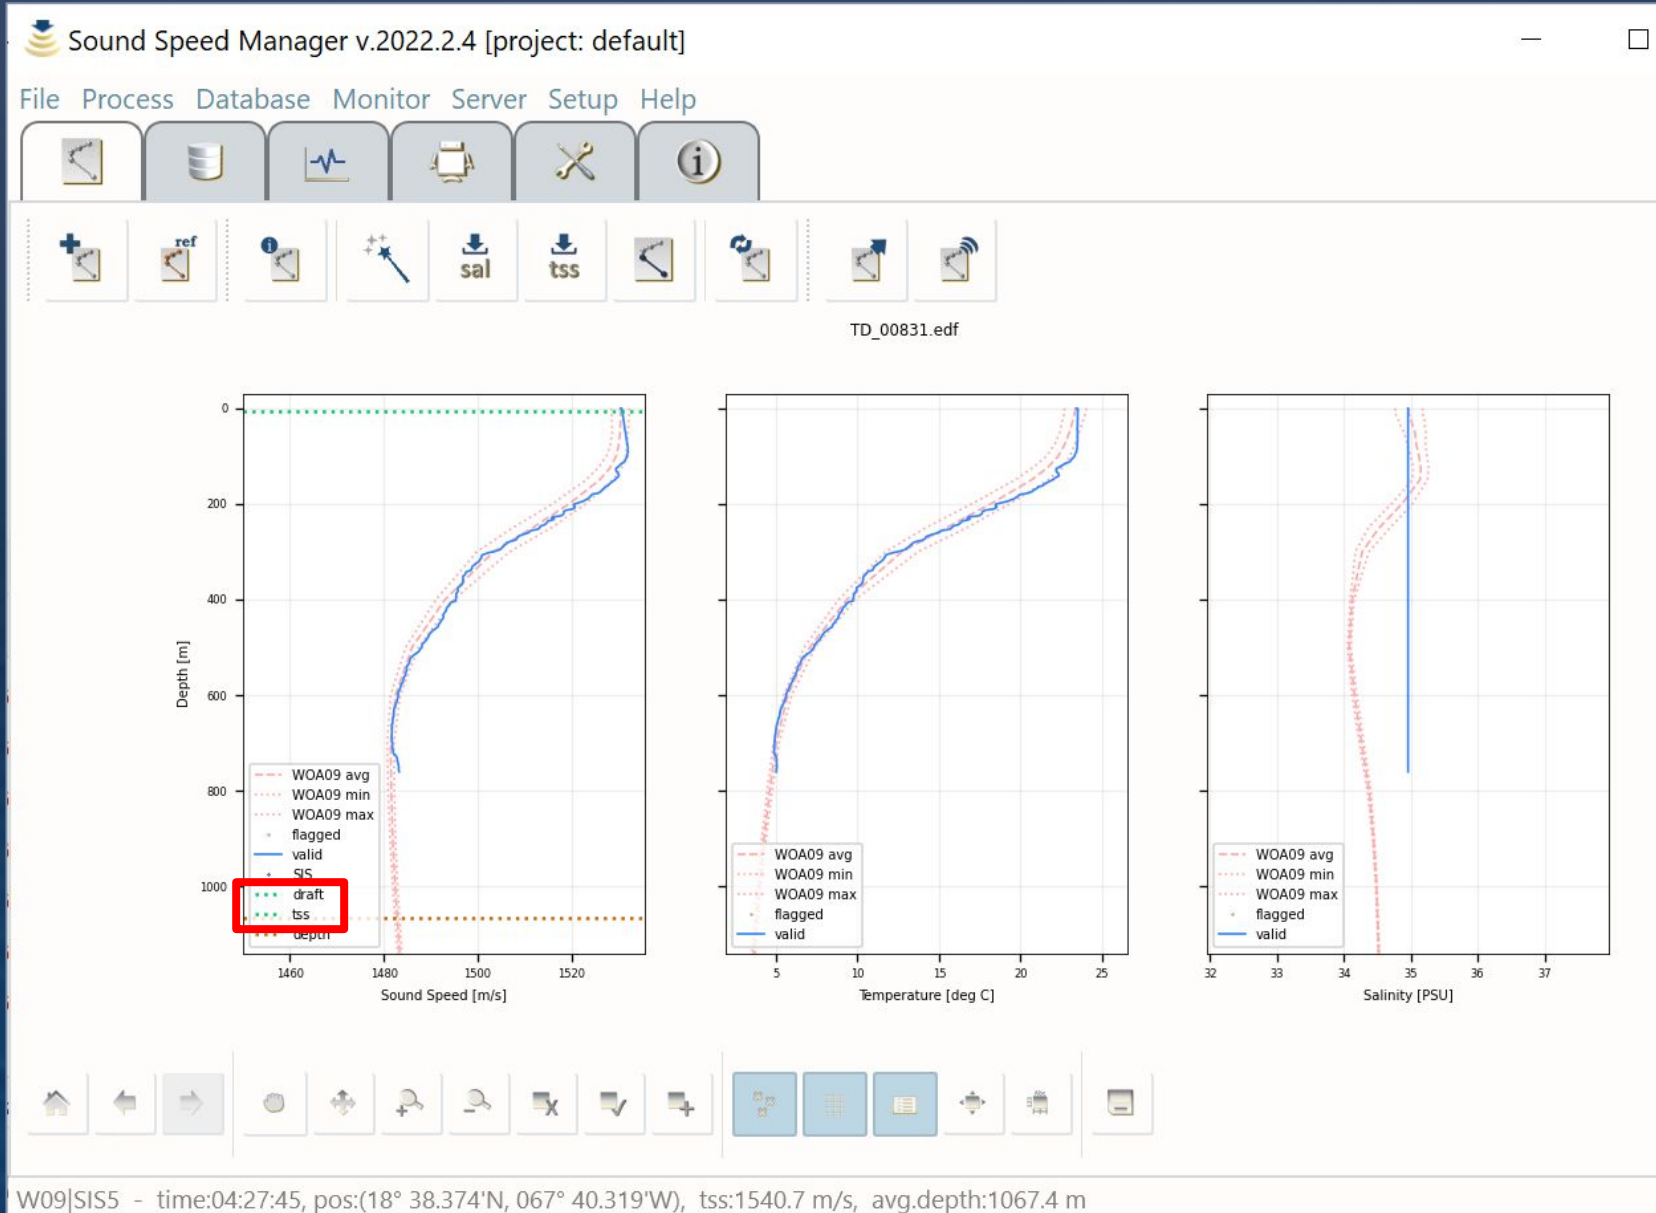 Sound Speed Manager v.2022.2.4 [project: default]
File Process Database Monitor Server Setup Help
ref
sal
tss
TD_00831.edf
0
200
400
600
800
1000
Depth [m]
WOA09 avg
WOA09 min
WOA09 max
flagged
valid
SIS
draft
tss
depth
1460 1480 1500 1520
Sound Speed [m/s]
WOA09 avg
WOA09 min
WOA09 max
flagged
valid
5 10 15 20 25
Temperature [deg C]
WOA09 avg
WOA09 min
WOA09 max
flagged
valid
32 33 34 35 36 37
Salinity [PSU]
W09|SIS5 - time:04:27:45, pos:(18° 38.374'N, 067° 40.319'W), tss:1540.7 m/s, avg.depth:1067.4 m